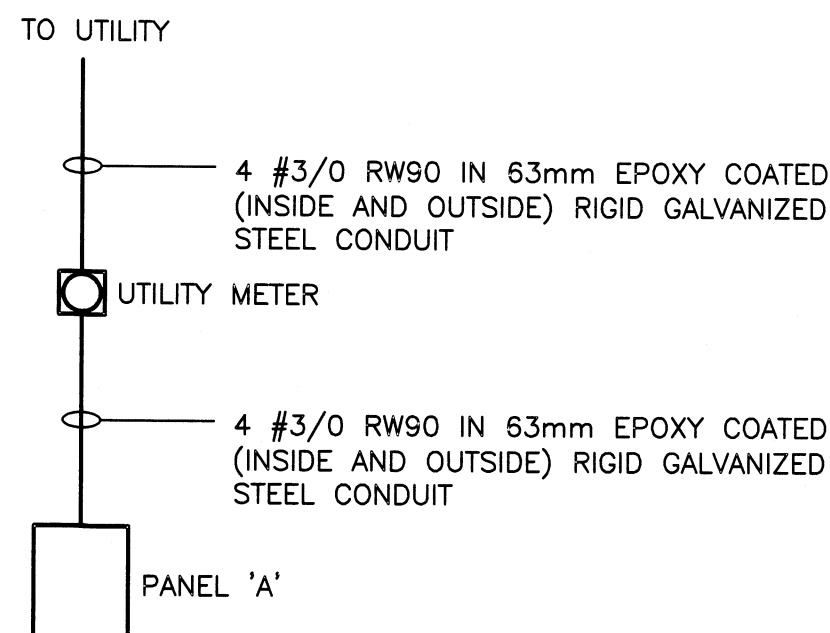 TO UTILITY
4 #3/0 RW90 IN 63mm EPOXY COATED
(INSIDE AND OUTSIDE) RIGID GALVANIZED
STEEL CONDUIT
UTILITY METER
4 #3/0 RW90 IN 63mm EPOXY COATED
(INSIDE AND OUTSIDE) RIGID GALVANIZED
STEEL CONDUIT
PANEL 'A'